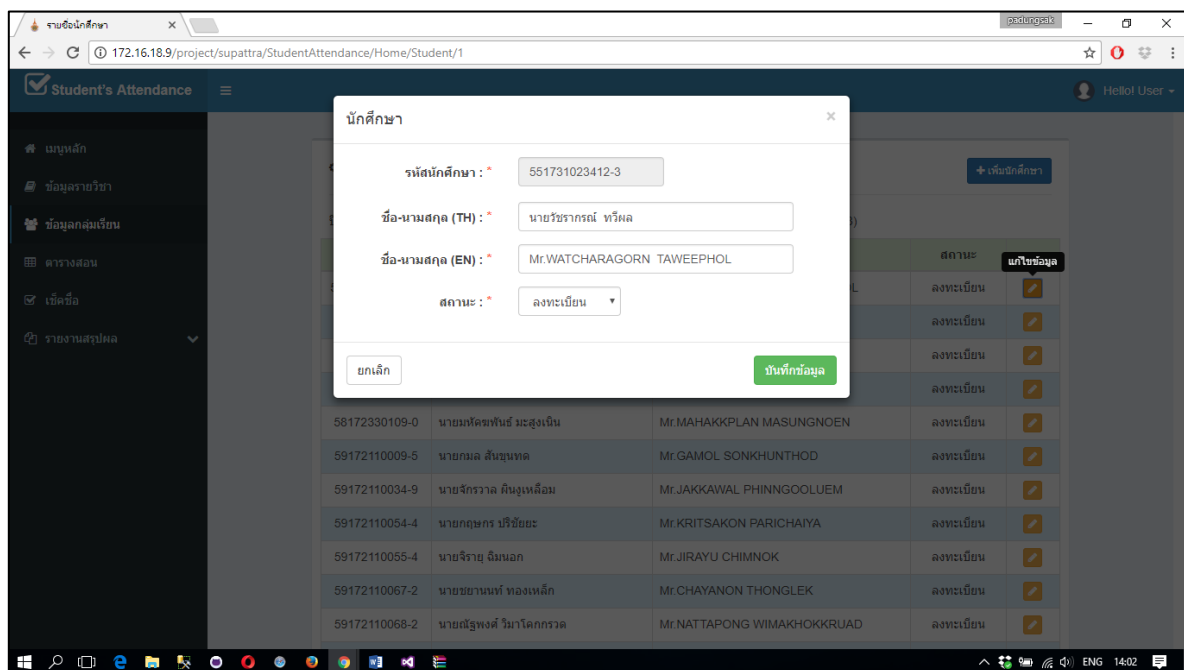 รายชื่อนักศึกษา
padungsak
172.16.18.9/project/supattra/StudentAttendance/Home/Student/1
Student's Attendance
Hello! User
เมนูหลัก
ข้อมูลรายวิชา
ข้อมูลกลุ่มเรียน
ตารางสอน
เช็คชื่อ
รายงานสรุปผล
นักศึกษา ×
รหัสนักศึกษา : * 551731023412-3
ชื่อ-นามสกุล (TH) : * นายวัชรากรณ์ ทวีผล
ชื่อ-นามสกุล (EN) : * Mr.WATCHARAGORN TAWEEPHOL
สถานะ : * ลงทะเบียน
ยกเลิก บันทึกข้อมูล
+ เพิ่มนักศึกษา
สถานะ แก้ไขข้อมูล
ลงทะเบียน
ลงทะเบียน
ลงทะเบียน
ลงทะเบียน
58172330109-0 นายมหัฆพันธ์ มะสูงเนิน Mr.MAHAKKPLAN MASUNGNOEN ลงทะเบียน
59172110009-5 นายกมล สันขุนทด Mr.GAMOL SONKHUNTHOD ลงทะเบียน
59172110034-9 นายจักรวาล ผินงูเหลือม Mr.JAKKAWAL PHINNGOOLUEM ลงทะเบียน
59172110054-4 นายกฤษกร ปริชัยยะ Mr.KRITSAKON PARICHAIYA ลงทะเบียน
59172110055-4 นายจิรายุ ฉิมนอก Mr.JIRAYU CHIMNOK ลงทะเบียน
59172110067-2 นายชยานนท์ ทองเหล็ก Mr.CHAYANON THONGLEK ลงทะเบียน
59172110068-2 นายณัฐพงศ์ วิมาโคกกรวด Mr.NATTAPONG WIMAKHOKKRUAD ลงทะเบียน
ENG 14:02